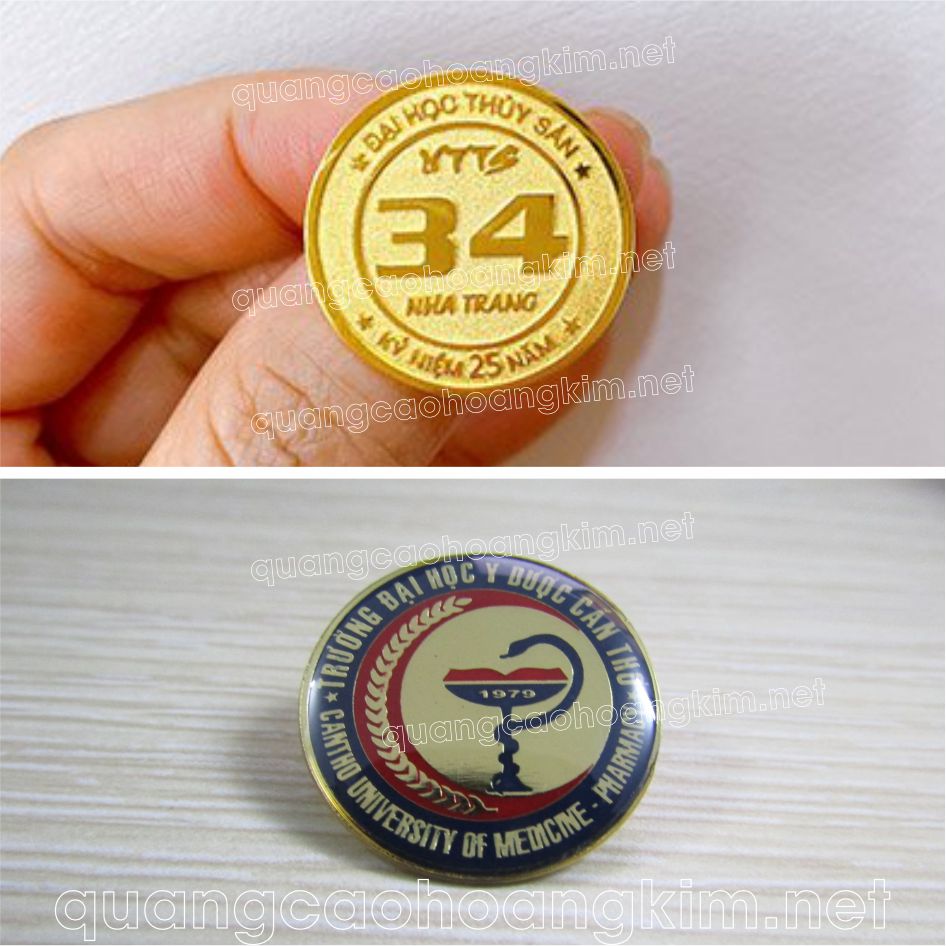 quangcaohoangkim.net
ĐẠI HỌC THỦY SẢN
34
quangcaohoangkim.net
NHA TRANG
KỶ NIỆM 25 NĂM
quangcaohoangkim.net
quangcaohoangkim.net
TRƯỜNG ĐẠI HỌC Y DƯỢC CẦN THƠ
1979
quangcaohoangkim.net
CANTHO UNIVERSITY OF MEDICINE - PHARMACY
quangcaohoangkim.net